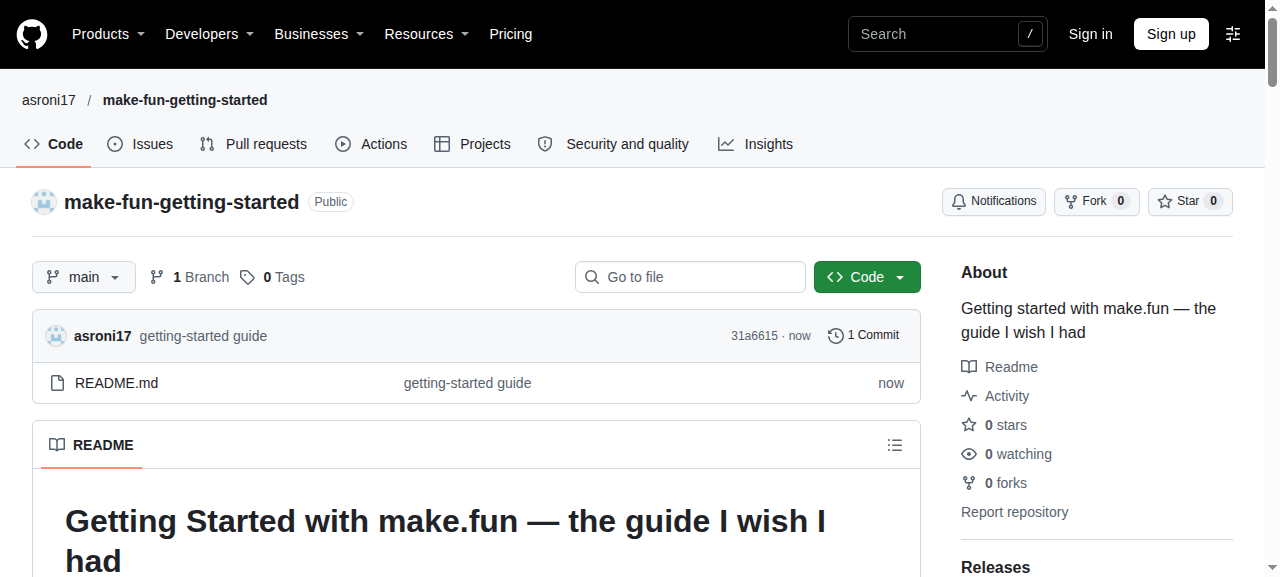 Products Developers Businesses Resources Pricing Search / Sign in Sign up
asroni17 / make-fun-getting-started
Code Issues Pull requests Actions Projects Security and quality Insights
make-fun-getting-started Public Notifications Fork 0 Star 0
main 1 Branch 0 Tags Go to file Code
asroni17 getting-started guide 31a6615 · now 1 Commit
README.md getting-started guide now
README
Getting Started with make.fun — the guide I wish I
had
About
Getting started with make.fun — the
guide I wish I had
Readme
Activity
0 stars
0 watching
0 forks
Report repository
Releases